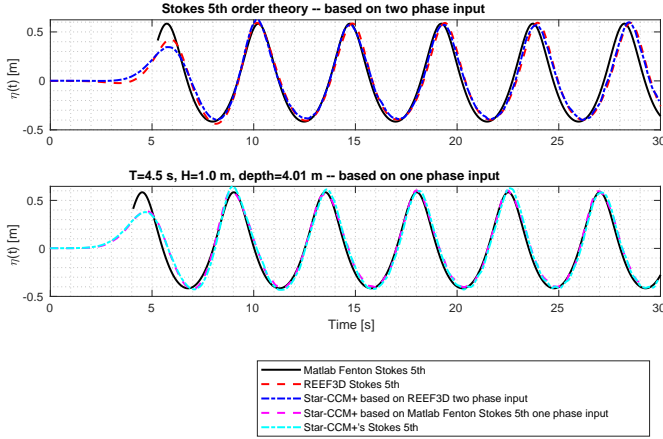 Stokes 5th order theory -- based on two phase input
0.5
0
-0.5
η(t) [m]
0 5 10 15 20 25 30
T=4.5 s, H=1.0 m, depth=4.01 m -- based on one phase input
0.5
0
-0.5
η(t) [m]
0 5 10 15 20 25 30
Time [s]
Matlab Fenton Stokes 5th
REEF3D Stokes 5th
Star-CCM+ based on REEF3D two phase input
Star-CCM+ based on Matlab Fenton Stokes 5th one phase input
Star-CCM+'s Stokes 5th